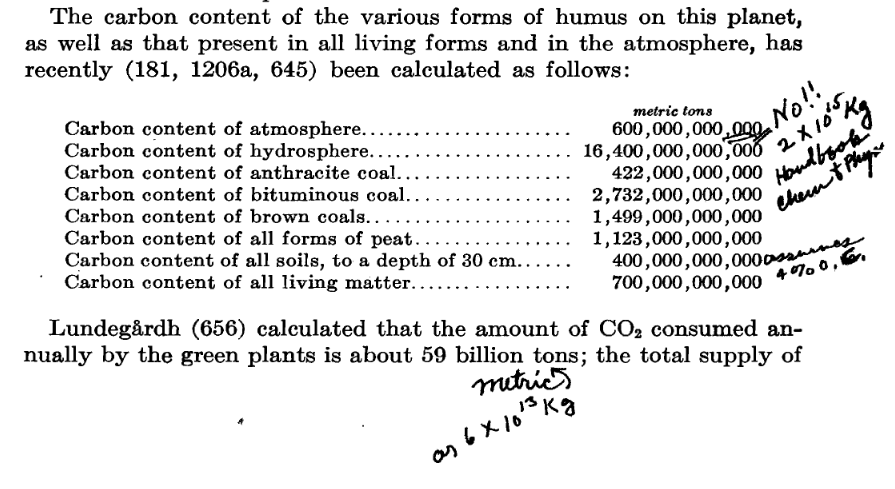 The carbon content of the various forms of humus on this planet,
as well as that present in all living forms and in the atmosphere, has
recently (181, 1206a, 645) been calculated as follows:
metric tons
Carbon content of atmosphere........................ 600,000,000,000
Carbon content of hydrosphere....................... 16,400,000,000,000
Carbon content of anthracite coal................... 422,000,000,000
Carbon content of bituminous coal.................. 2,732,000,000,000
Carbon content of brown coals...................... 1,499,000,000,000
Carbon content of all forms of peat................ 1,123,000,000,000
Carbon content of all soils, to a depth of 30 cm...... 400,000,000,000
Carbon content of all living matter................. 700,000,000,000
No!!
2 X 10^15 Kg
Handbook
Chem & Phys
assumes
4% O.C.
Lundegårdh (656) calculated that the amount of CO₂ consumed an-
nually by the green plants is about 59 billion tons; the total supply of
metric
or 6 X 10^13 Kg